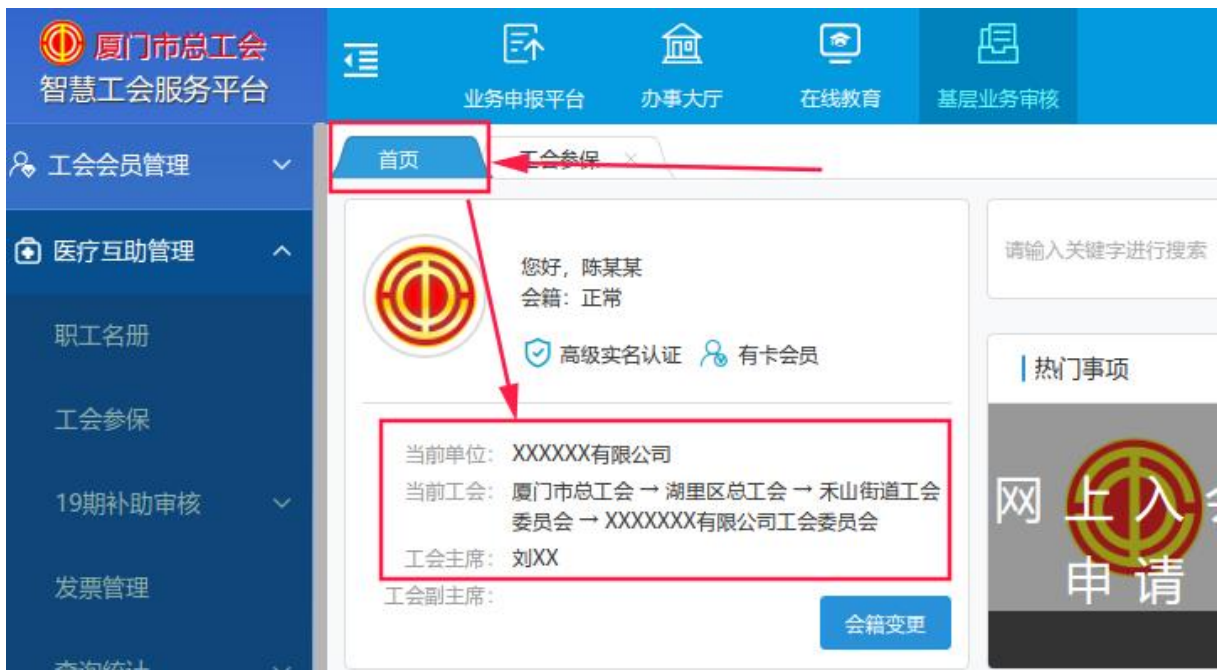 厦门市总工会
智慧工会服务平台
业务申报平台
办事大厅
在线教育
基层业务审核
工会会员管理
医疗互助管理
职工名册
工会参保
19期补助审核
发票管理
查询统计
首页
工会参保
您好，陈某某
会籍：正常
高级实名认证
有卡会员
当前单位： XXXXXX有限公司
当前工会： 厦门市总工会 → 湖里区总工会 → 禾山街道工会
委员会 → XXXXXXX有限公司工会委员会
工会主席： 刘XX
工会副主席：
会籍变更
请输入关键字进行搜索
热门事项
网上入
申请